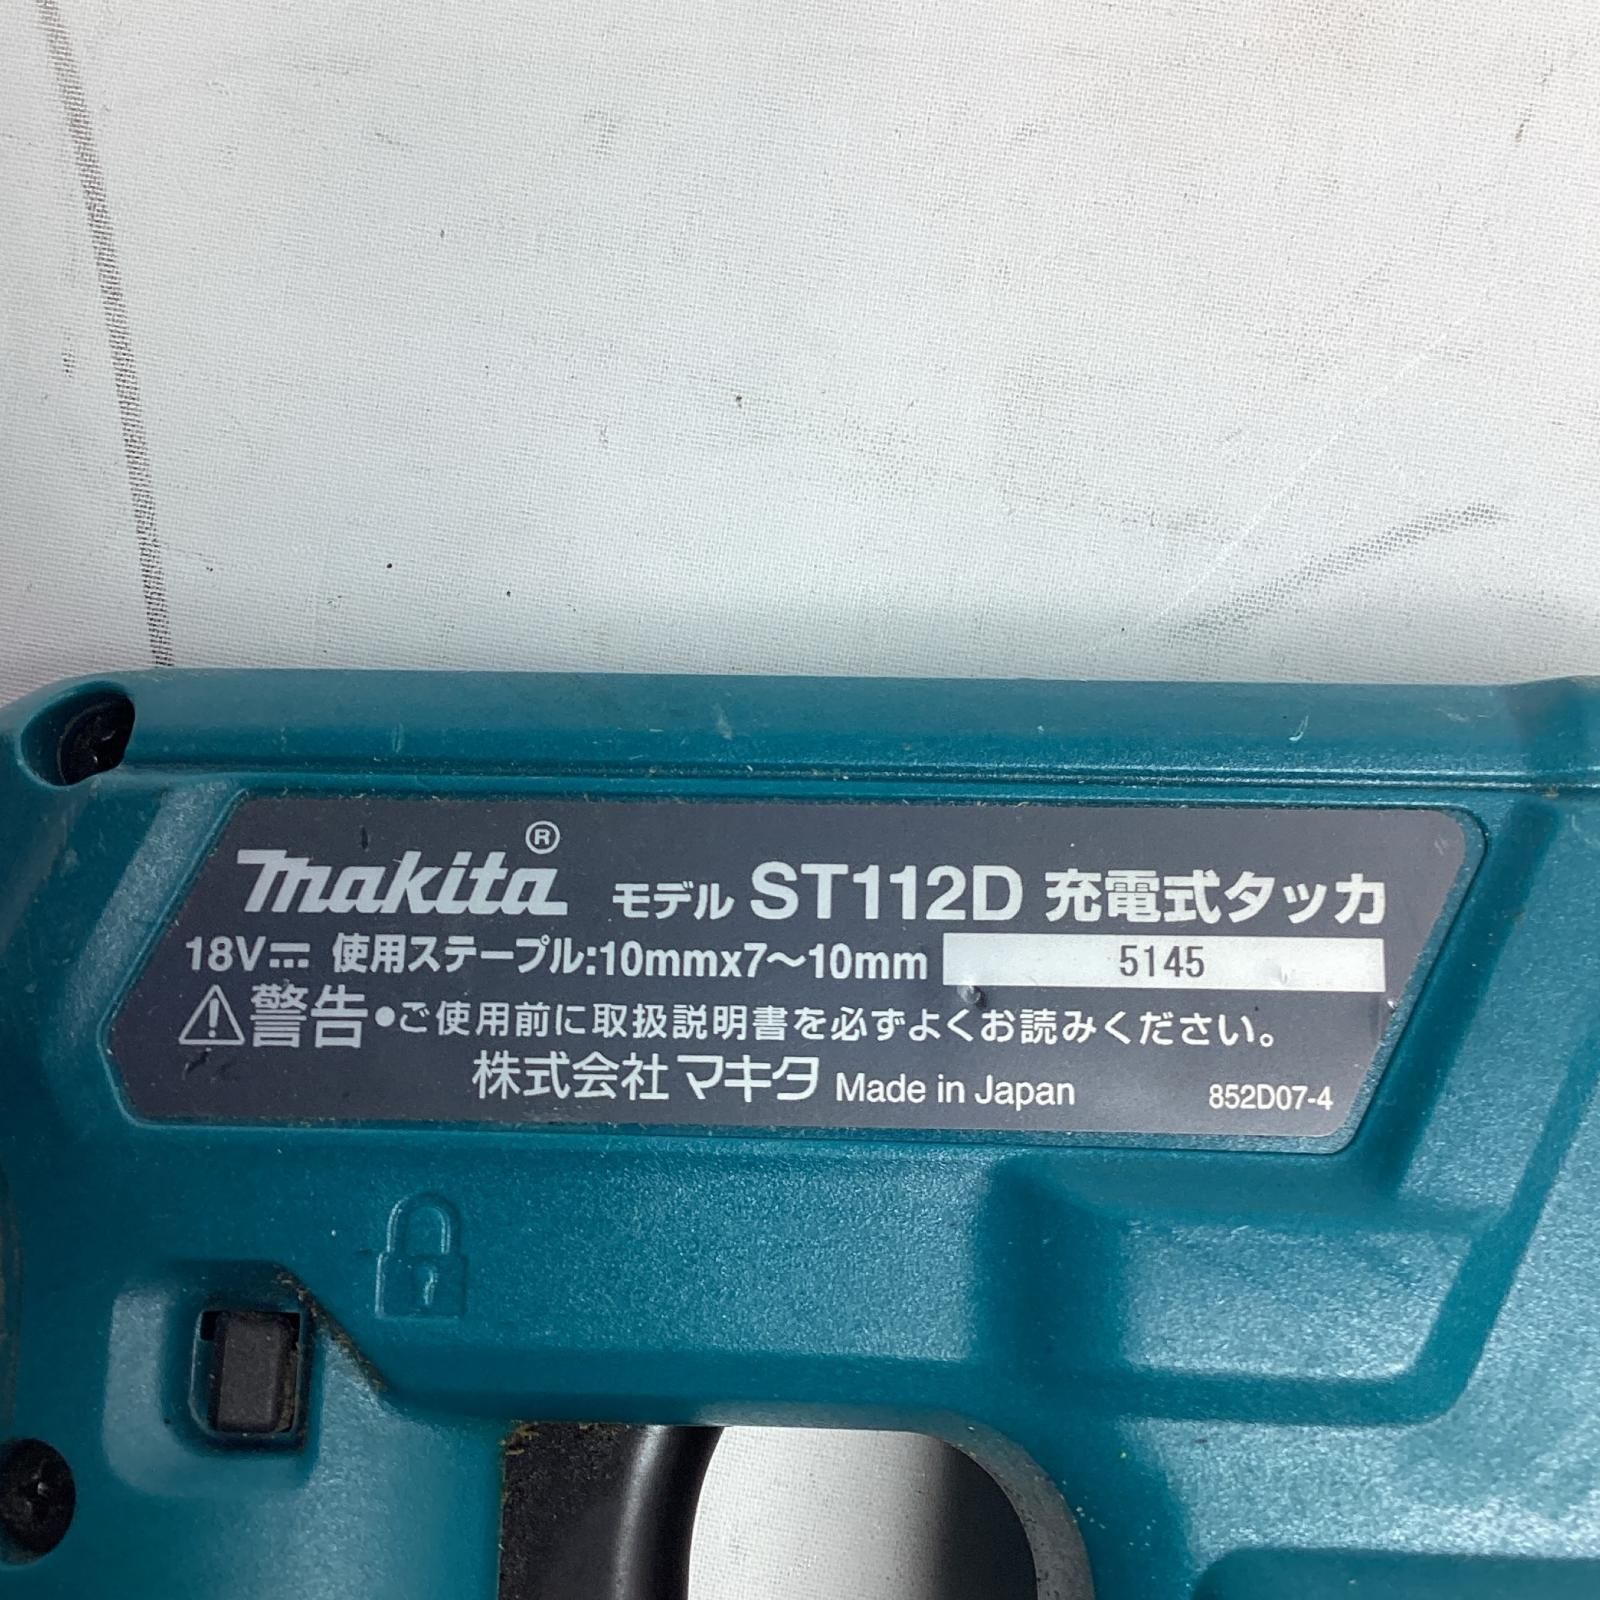 makita® モデル ST112D 充電式タッカ
18V⎓ 使用ステープル:10mmx7～10mm 5145
⚠警告●ご使用前に取扱説明書を必ずよくお読みください。
株式会社マキタ Made in Japan 852D07-4